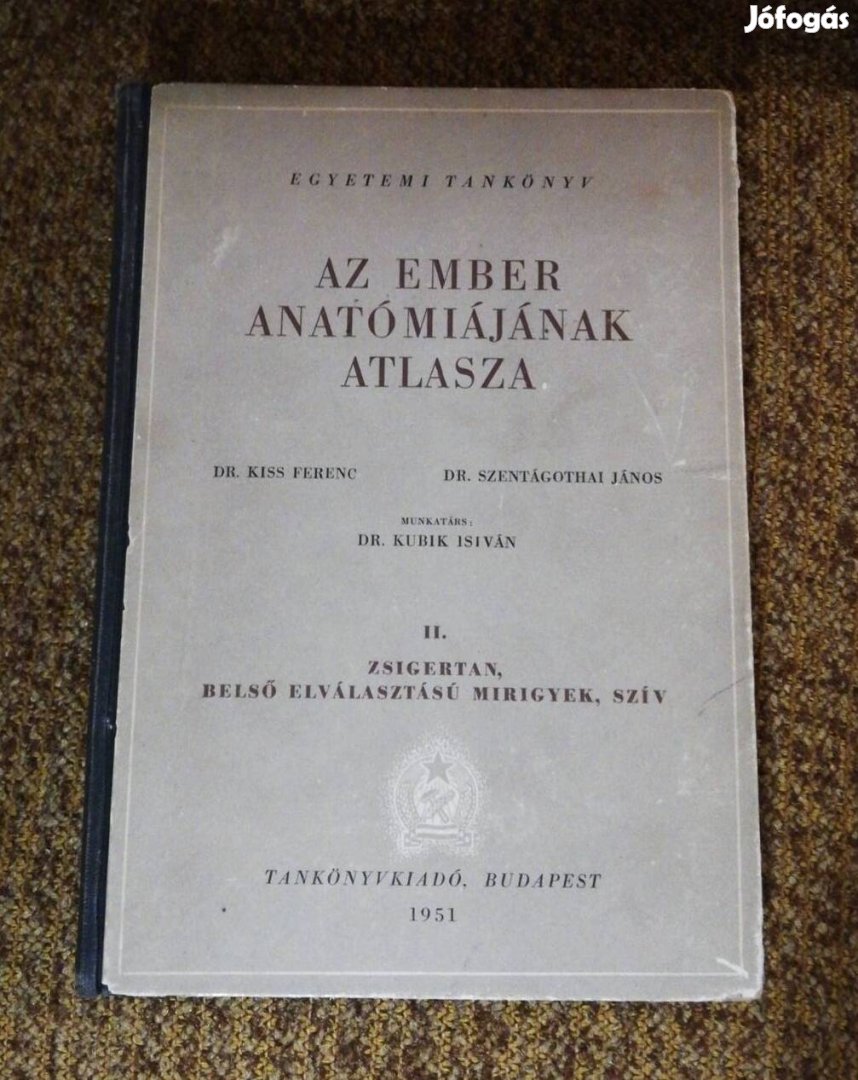 Jófogás
EGYETEMI TANKÖNYV
AZ EMBER
ANATÓMIÁJÁNAK
ATLASZA
DR. KISS FERENC
DR. SZENTÁGOTHAI JÁNOS
MUNKATÁRS:
DR. KUBIK ISIVÁN
II.
ZSIGERTAN,
BELSŐ ELVÁLASZTÁSÚ MIRIGYEK, SZÍV
TANKÖNYVKIADÓ, BUDAPEST
1951